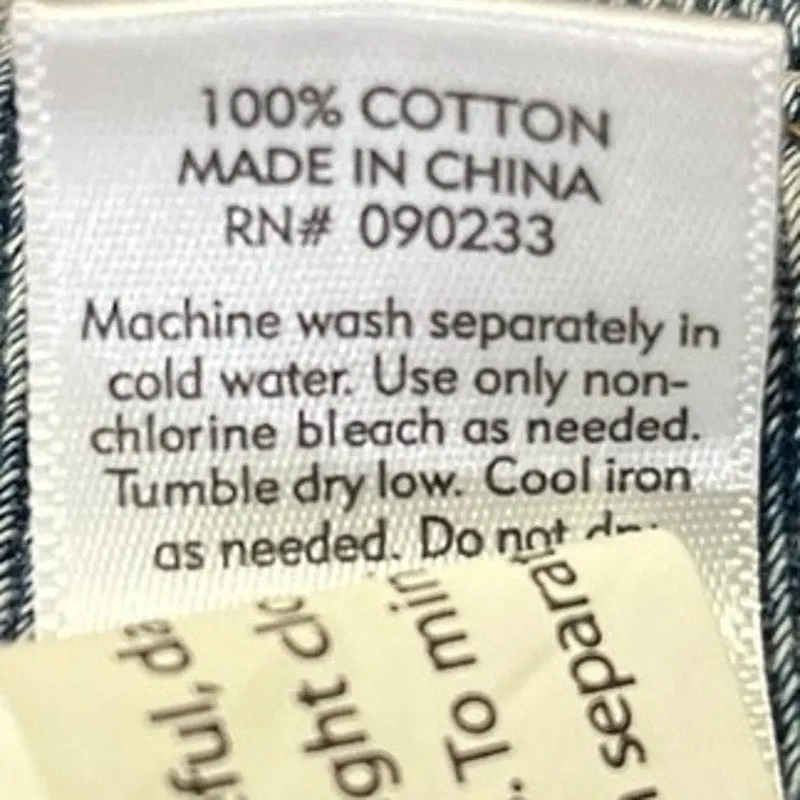 100% COTTON
MADE IN CHINA
RN# 090233
Machine wash separately in
cold water. Use only non-
chlorine bleach as needed.
Tumble dry low. Cool iron
as needed. Do not
To min